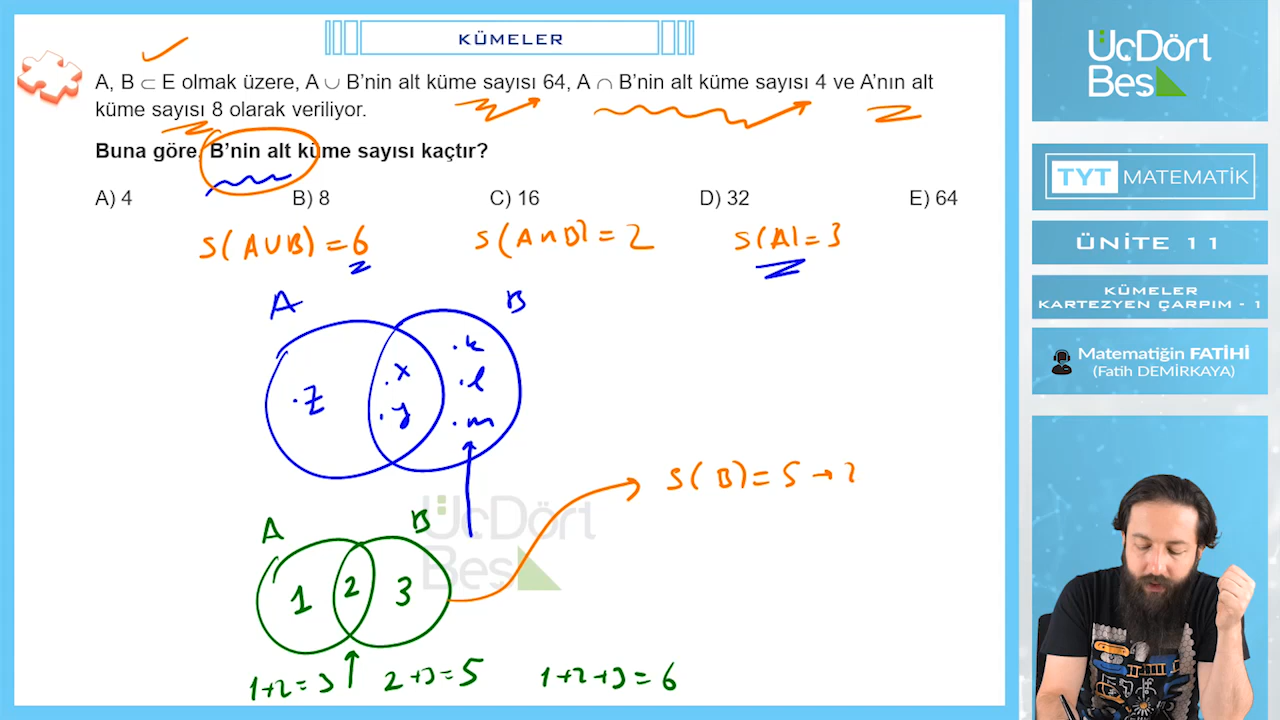 KÜMELER
A, B ⊂ E olmak üzere, A ∪ B'nin alt küme sayısı 64, A ∩ B'nin alt küme sayısı 4 ve A'nın alt
küme sayısı 8 olarak veriliyor.
Buna göre, B'nin alt küme sayısı kaçtır?
A) 4 B) 8 C) 16 D) 32 E) 64
S(A∪B) = 6 S(A∩B) = 2 S(A) = 3
A B
.z .x .y .k .l .m
S(B) = 5 →
A B
1 2 3
1+2=3 2+3=5 1+2+3=6
ÜçDört
Beş
ÜçDört
Beş
TYT MATEMATİK
ÜNİTE 11
KÜMELER
KARTEZYEN ÇARPIM - 1
Matematiğin FATİHİ
(Fatih DEMİRKAYA)